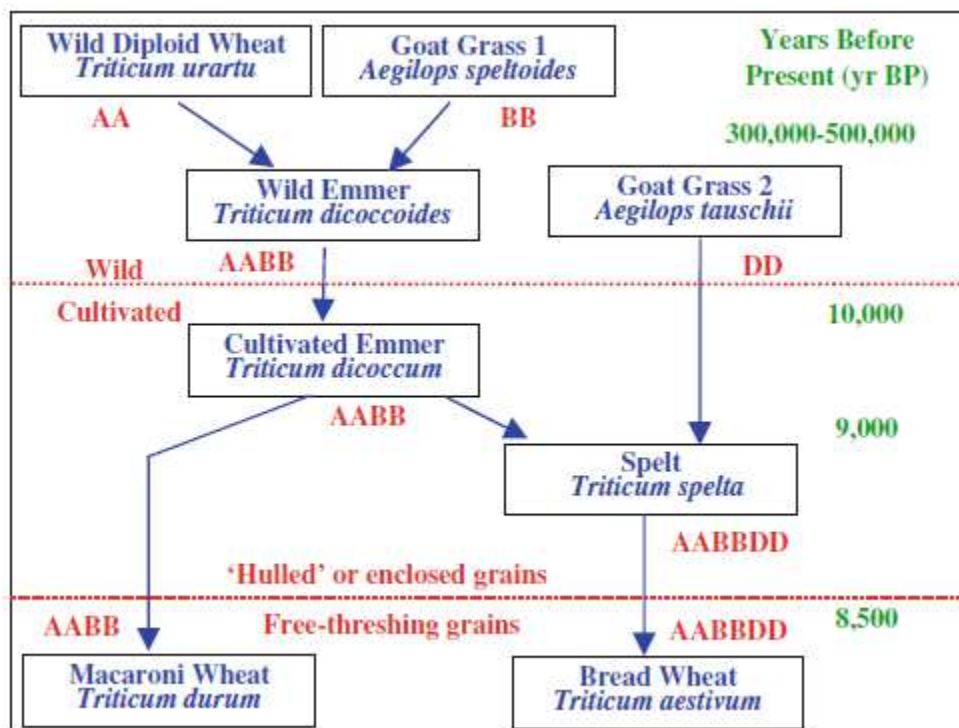 Wild Diploid Wheat
Triticum urartu
Goat Grass 1
Aegilops speltoides
Years Before
Present (yr BP)
AA
BB
300,000-500,000
Wild Emmer
Triticum dicoccoides
Goat Grass 2
Aegilops tauschii
AABB
DD
Wild
Cultivated
10,000
Cultivated Emmer
Triticum dicoccum
AABB
9,000
Spelt
Triticum spelta
AABBDD
‘Hulled’ or enclosed grains
Free-threshing grains
8,500
AABB
AABBDD
Macaroni Wheat
Triticum durum
Bread Wheat
Triticum aestivum